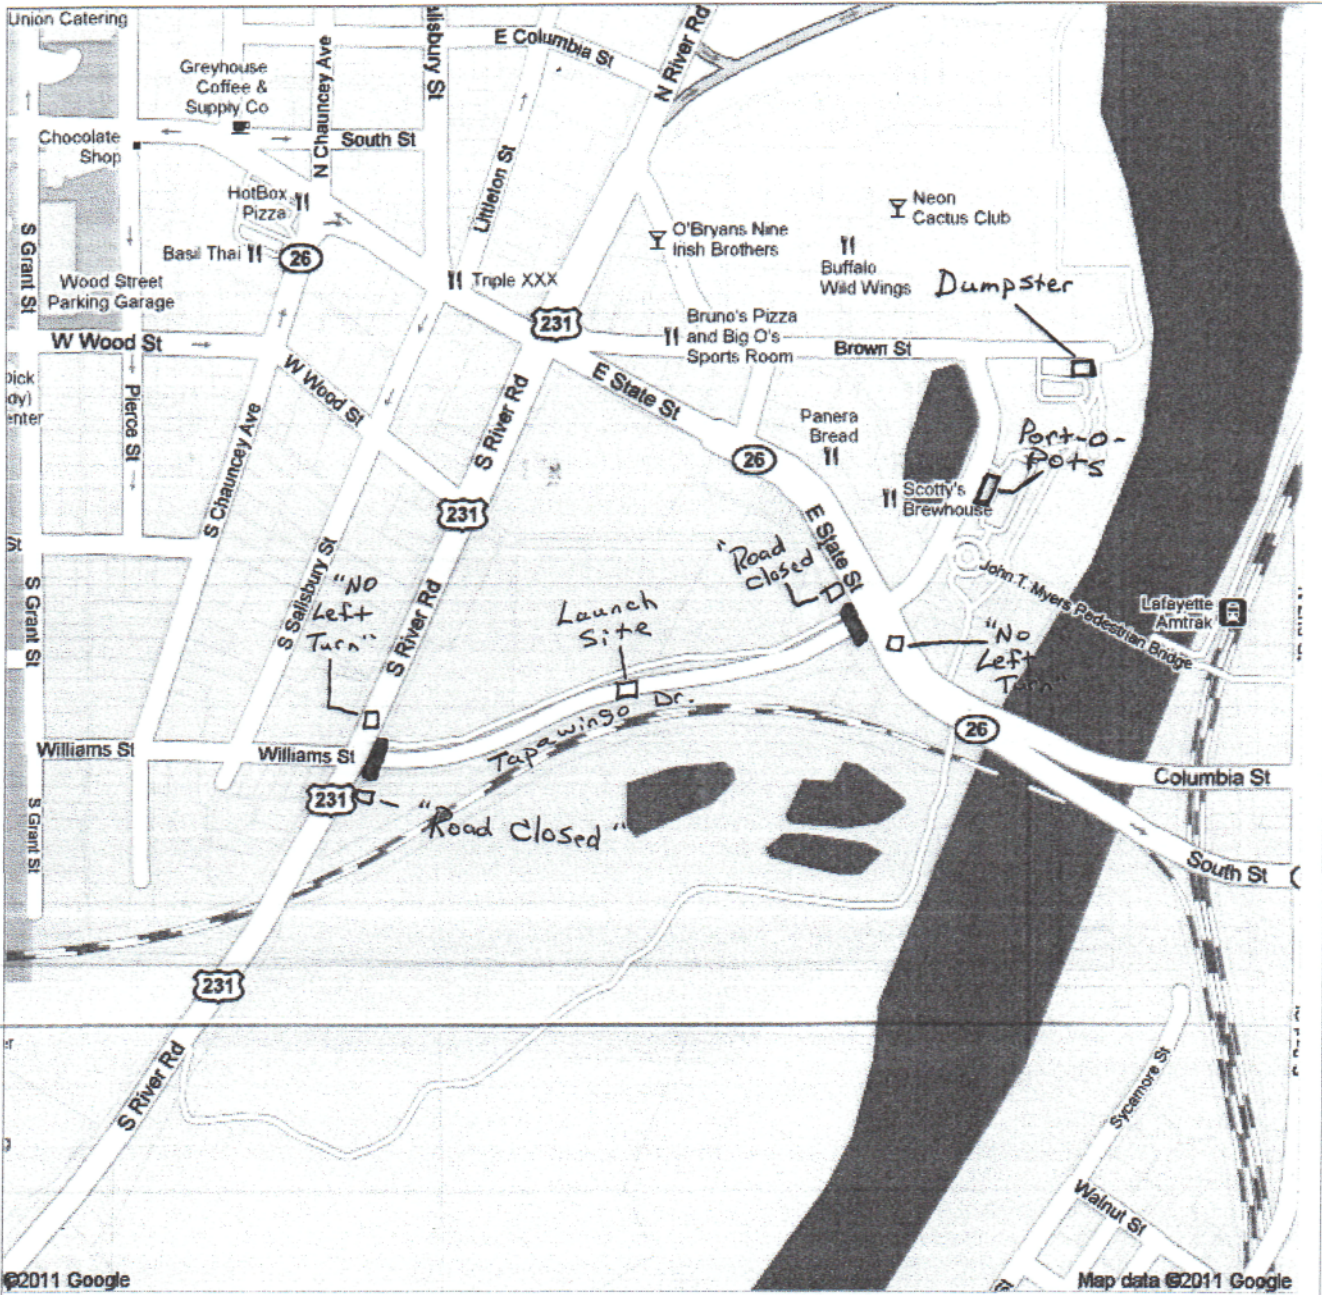 Union Catering
Greyhouse
Coffee &
Supply Co
Chocolate
Shop
N Chauncey Ave
alisbury St
E Columbia St
N River Rd
South St
Littleton St
HotBox
Pizza
Basil Thai
26
S Grant St
Wood Street
Parking Garage
W Wood St
Triple XXX
231
O'Bryans Nine
Irish Brothers
Neon
Cactus Club
Buffalo
Wild Wings
Dumpster
Bruno's Pizza
and Big O's
Sports Room
Brown St
Pierce St
W Wood St
S Chauncey Ave
S River Rd
E State St
26
Panera
Bread
Port-o-
Pots
Scotty's
Brewhouse
231
E State St
"Road
Closed
John T. Myers Pedestrian Bridge
Lafayette
Amtrak
S Grant St
S Salisbury St
"NO
Left
Turn"
S River Rd
Launch
Site
"No
Left
Turn"
Tapawingo Dr.
26
Williams St
Williams St
231
"Road Closed"
Columbia St
South St
S Grant St
231
S River Rd
Sycamore St
Walnut St
©2011 Google
Map data ©2011 Google